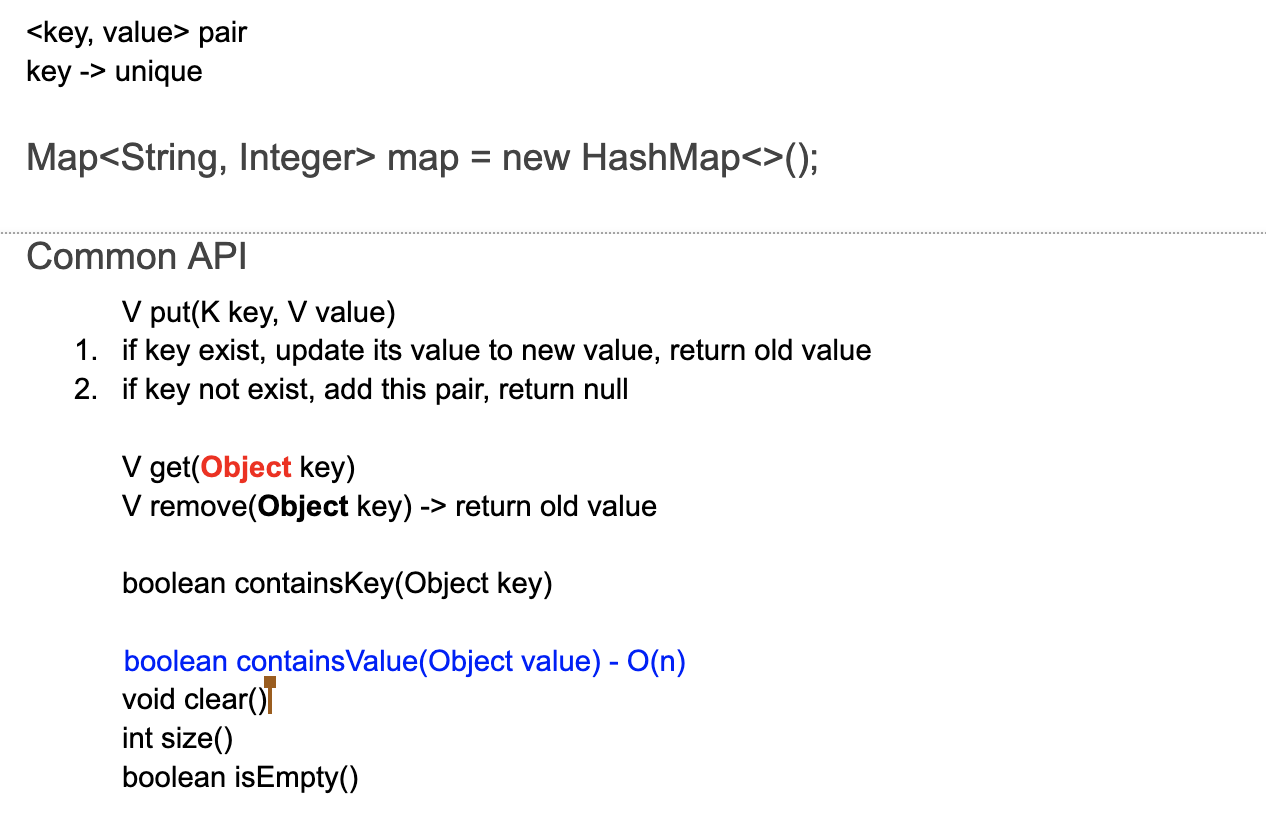 <key, value> pair
key -> unique
Map<String, Integer> map = new HashMap<>();
Common API
V put(K key, V value)
1. if key exist, update its value to new value, return old value
2. if key not exist, add this pair, return null
V get(Object key)
V remove(Object key) -> return old value
boolean containsKey(Object key)
boolean containsValue(Object value) - O(n)
void clear()
int size()
boolean isEmpty()